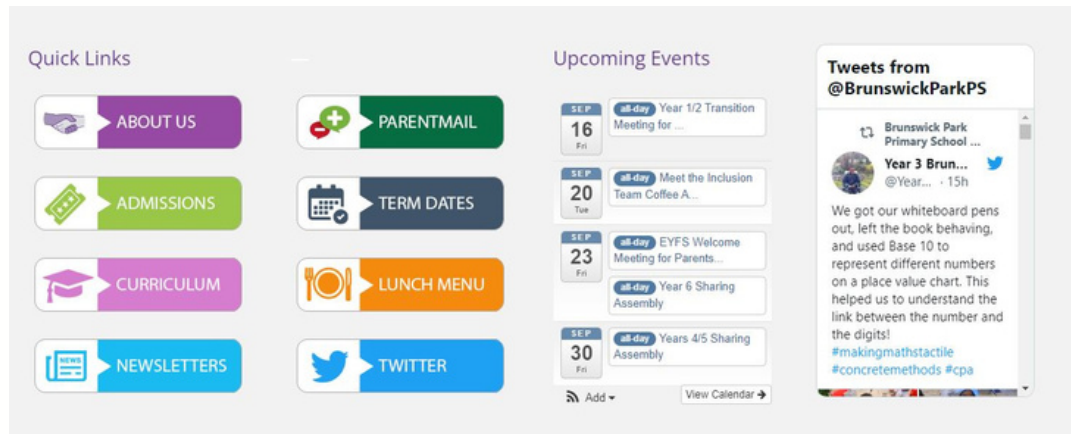 Quick Links
ABOUT US
PARENTMAIL
ADMISSIONS
TERM DATES
CURRICULUM
LUNCH MENU
NEWS
NEWSLETTERS
TWITTER
Upcoming Events
SEP
16
Fri
all-day Year 1/2 Transition
Meeting for ...
SEP
20
Tue
all-day Meet the Inclusion
Team Coffee A...
SEP
23
Fri
all-day EYFS Welcome
Meeting for Parents...
all-day Year 6 Sharing
Assembly
SEP
30
Fri
all-day Years 4/5 Sharing
Assembly
Add
View Calendar
Tweets from
@BrunswickParkPS
Brunswick Park
Primary School ...
Year 3 Brun...
@Year... · 15h
We got our whiteboard pens
out, left the book behaving,
and used Base 10 to
represent different numbers
on a place value chart. This
helped us to understand the
link between the number and
the digits!
#makingmathstactile
#concretemethods #cpa